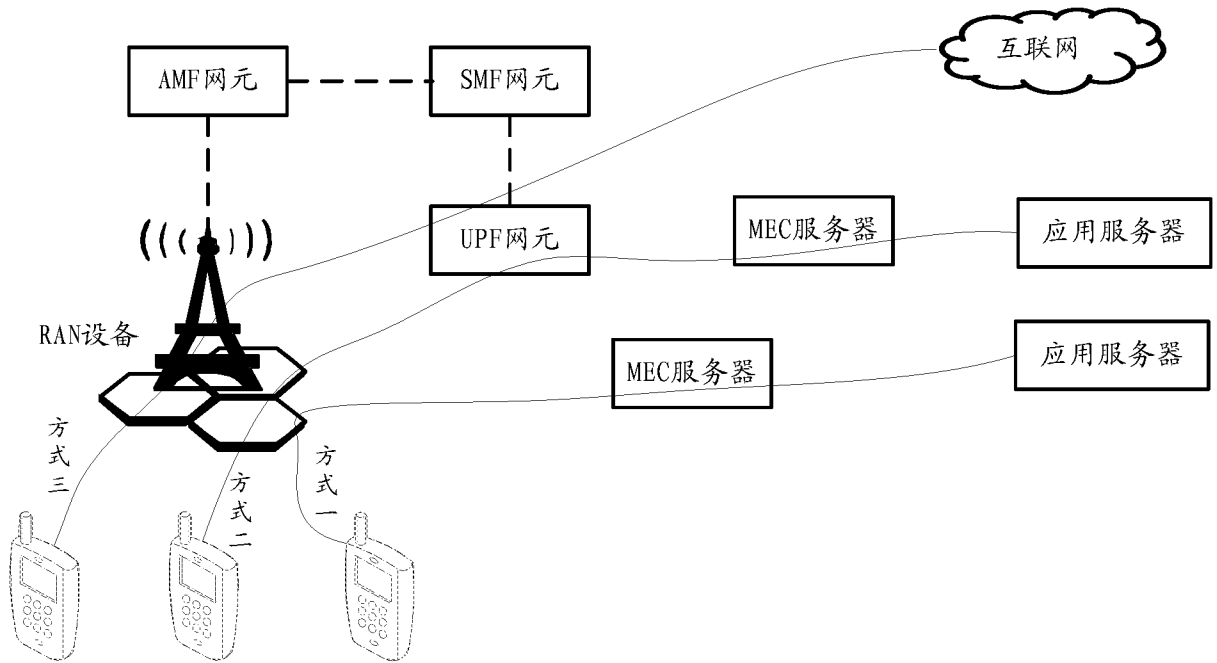 互联网
AMF网元
SMF网元
UPF网元
MEC服务器
应用服务器
RAN设备
MEC服务器
应用服务器
方式三
方式二
方式一